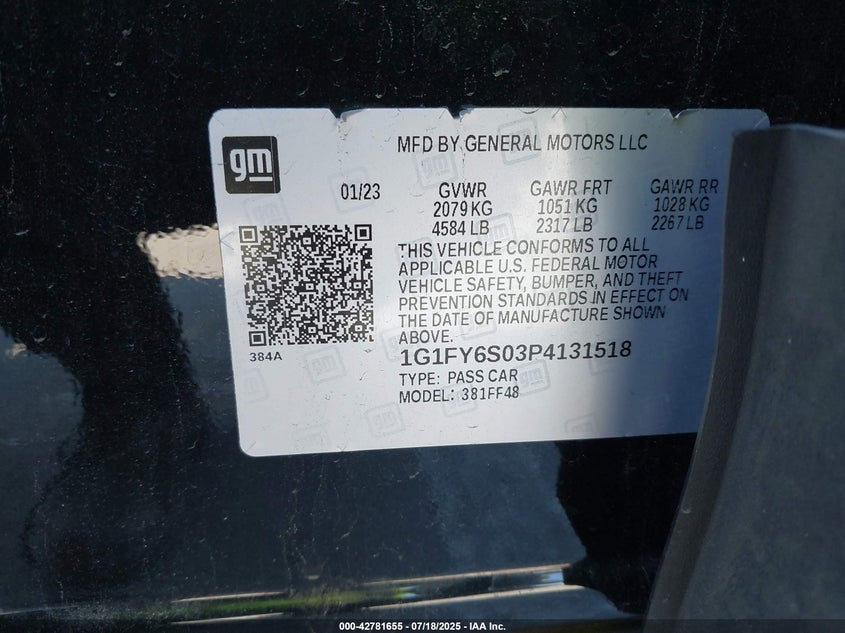 gm
MFD BY GENERAL MOTORS LLC
01/23 GVWR GAWR FRT GAWR RR
2079 KG 1051 KG 1028 KG
4584 LB 2317 LB 2267 LB
THIS VEHICLE CONFORMS TO ALL
APPLICABLE U.S. FEDERAL MOTOR
VEHICLE SAFETY, BUMPER, AND THEFT
PREVENTION STANDARDS IN EFFECT ON
THE DATE OF MANUFACTURE SHOWN
ABOVE.
384A
1G1FY6S03P4131518
TYPE: PASS CAR
MODEL: 381FF48
000-42781655 - 07/18/2025 - IAA Inc.